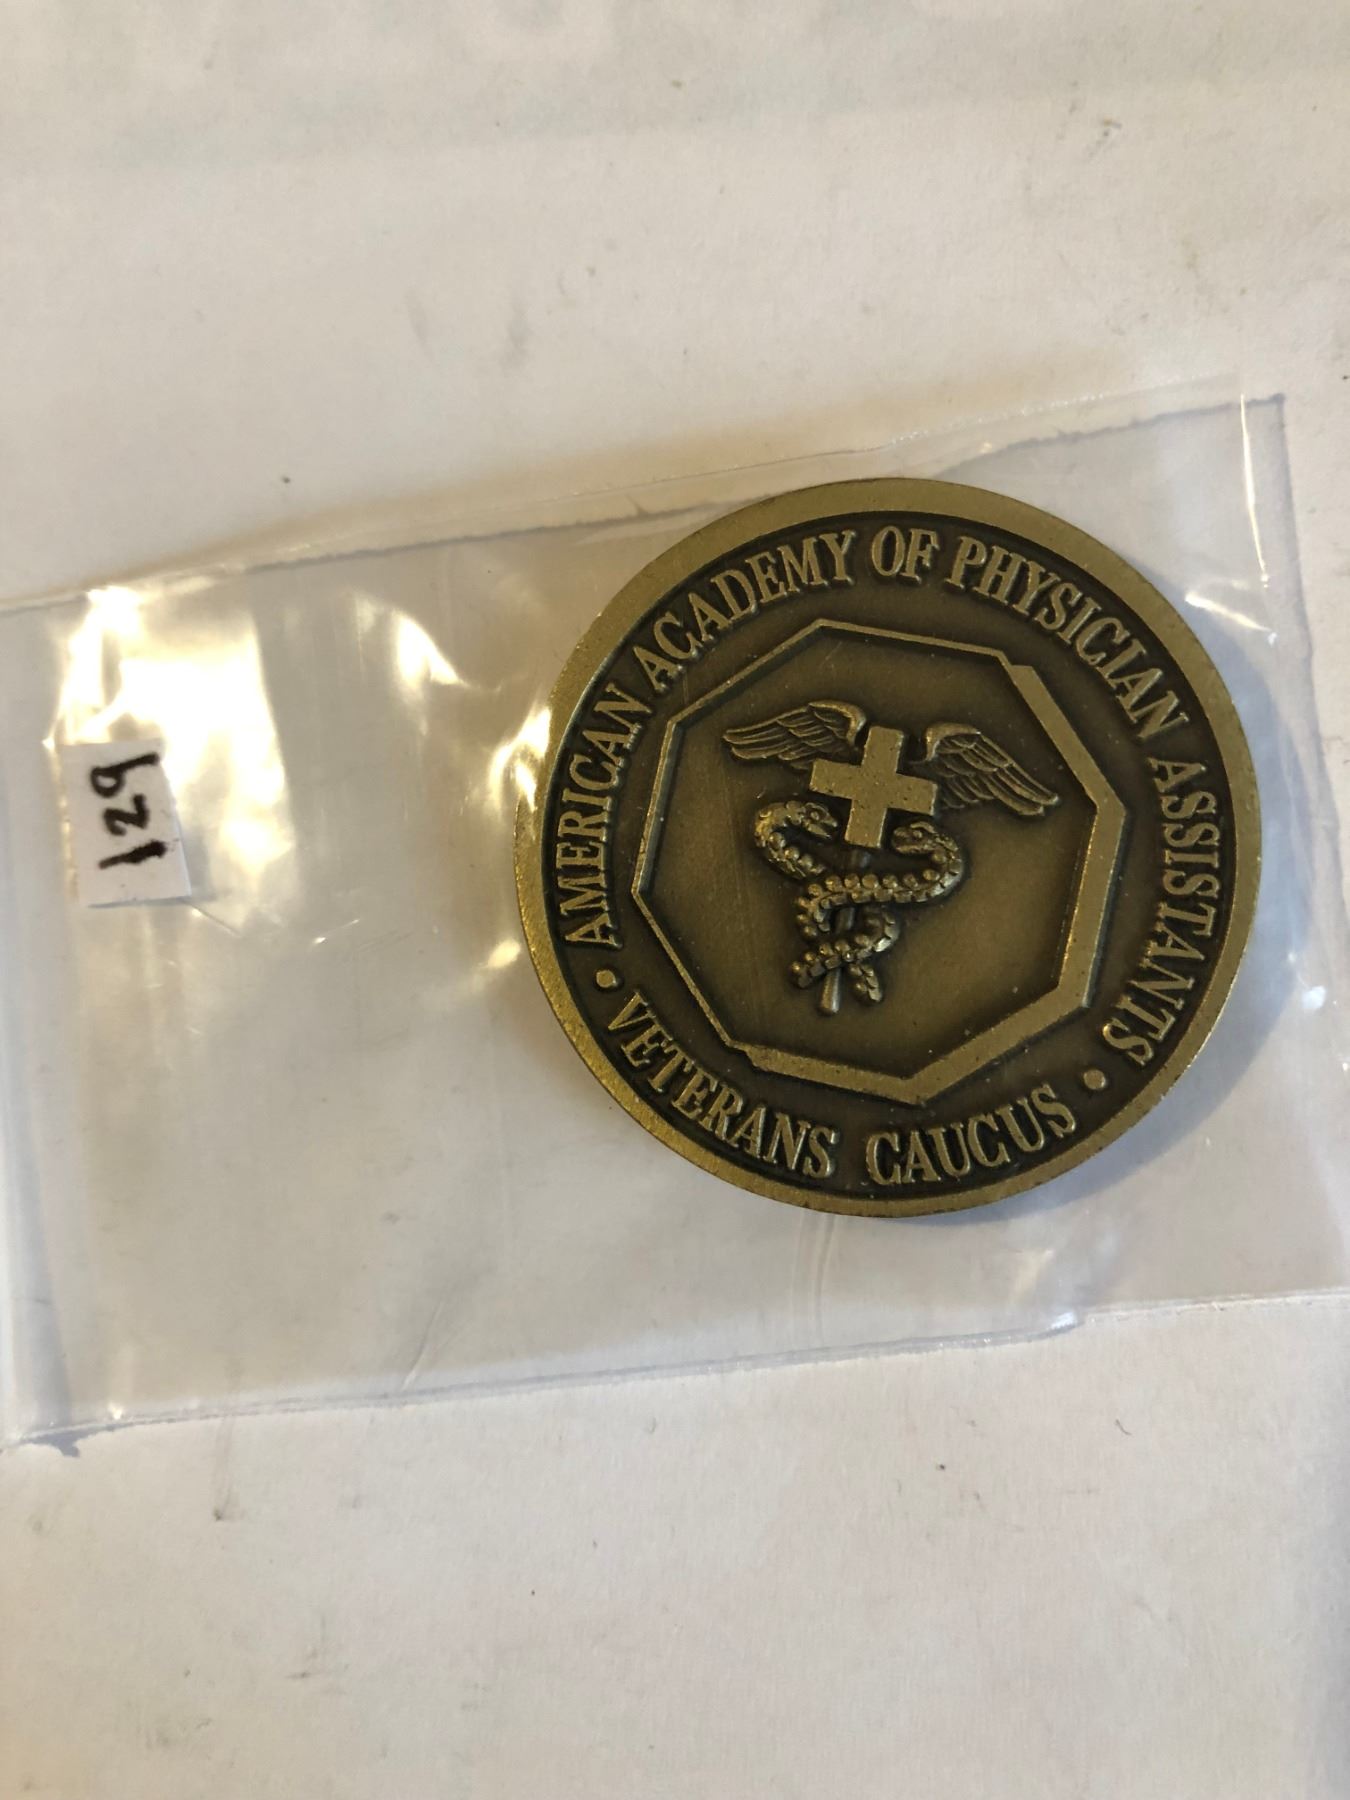 129
AMERICAN ACADEMY OF PHYSICIAN ASSISTANTS
• VETERANS CAUCUS •